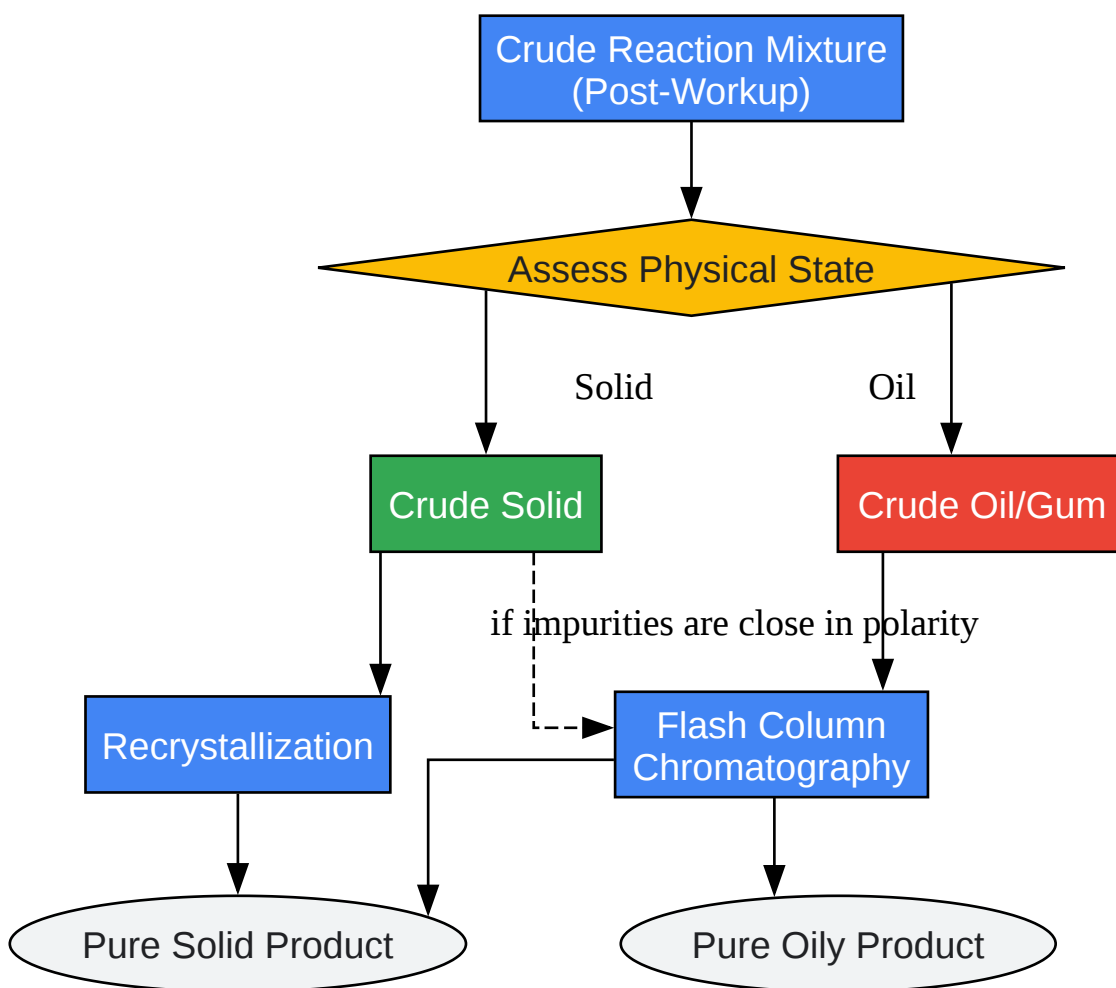 Crude Reaction Mixture
(Post-Workup)
Assess Physical State
Solid
Oil
Crude Solid
Crude Oil/Gum
if impurities are close in polarity
Recrystallization
Flash Column
Chromatography
Pure Solid Product
Pure Oily Product